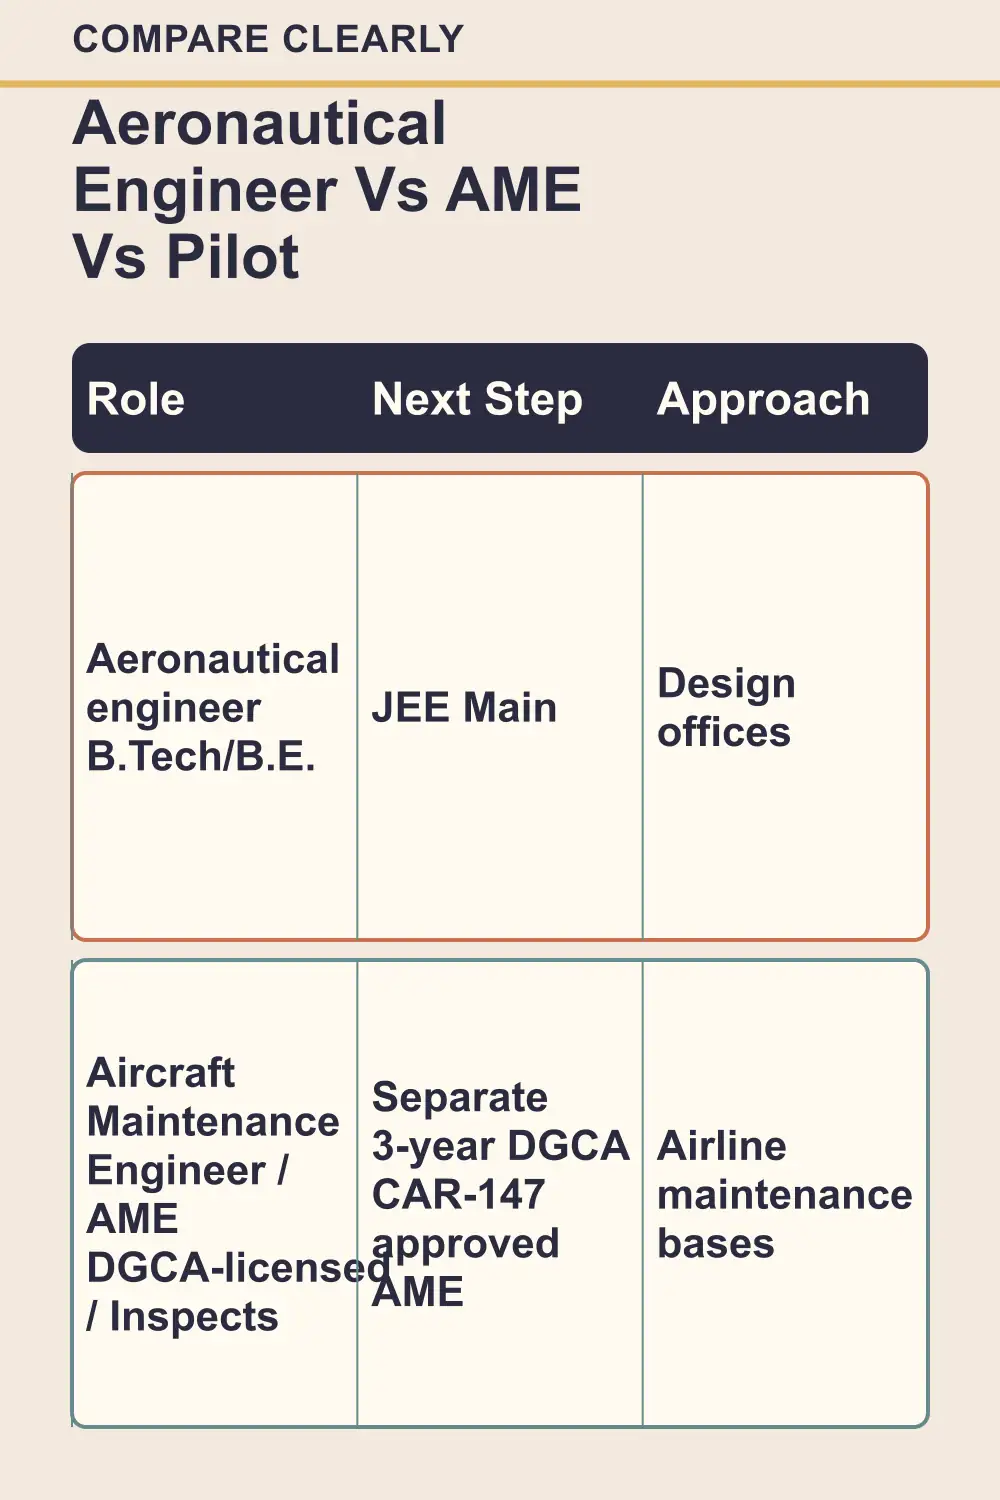 COMPARE CLEARLY
Aeronautical
Engineer Vs AME
Vs Pilot
Role
Next Step
Approach
Aeronautical
engineer
B.Tech/B.E.
JEE Main
Design
offices
Aircraft
Maintenance
Engineer /
AME
DGCA-licensed
/ Inspects
Separate
3-year DGCA
CAR-147
approved
AME
Airline
maintenance
bases